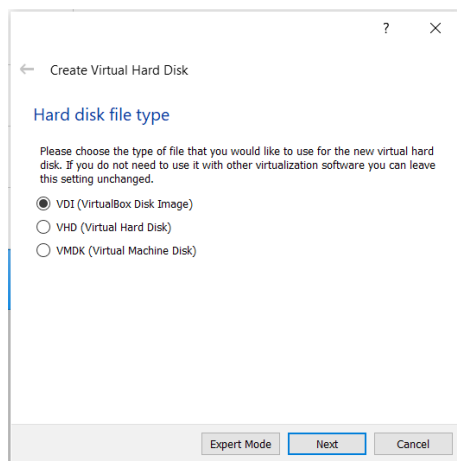 ?
Create Virtual Hard Disk
Hard disk file type
Please choose the type of file that you would like to use for the new virtual hard
disk. If you do not need to use it with other virtualization software you can leave
this setting unchanged.
VDI (VirtualBox Disk Image)
VHD (Virtual Hard Disk)
VMDK (Virtual Machine Disk)
Expert Mode Next Cancel